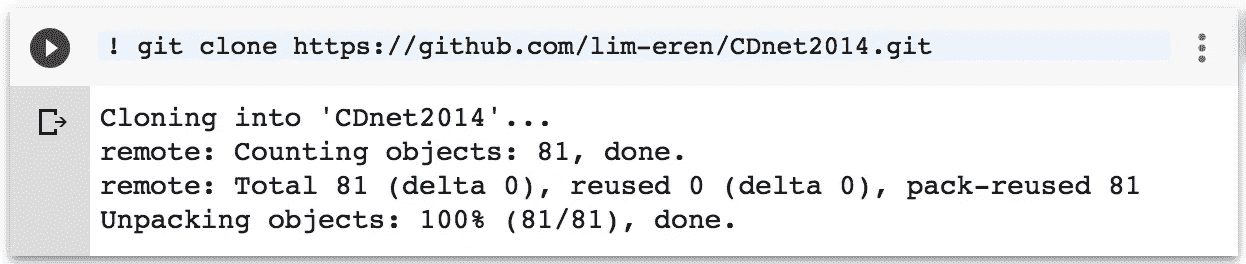 ! git clone https://github.com/lim-eren/CDnet2014.git
Cloning into 'CDnet2014'...
remote: Counting objects: 81, done.
remote: Total 81 (delta 0), reused 0 (delta 0), pack-reused 81
Unpacking objects: 100% (81/81), done.